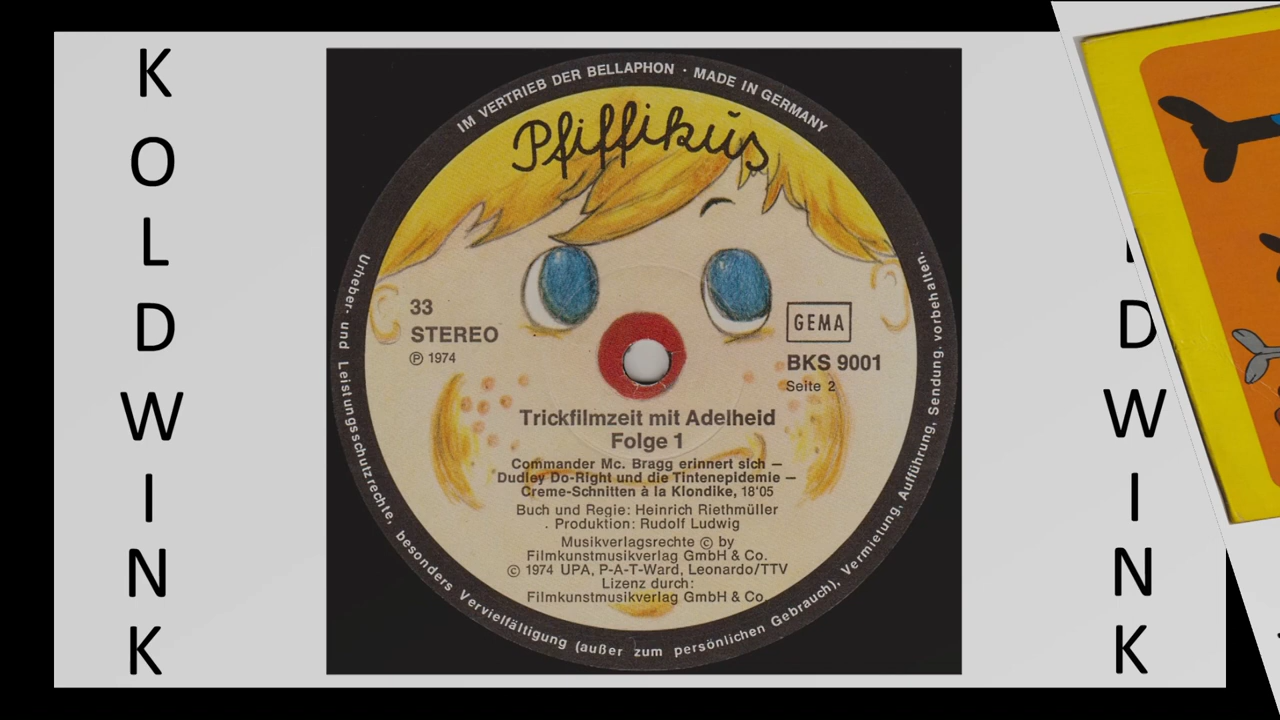 KOLDWINK
IM VERTRIEB DER BELLAPHON · MADE IN GERMANY
Pfiffikus
33
STEREO
Ⓟ 1974
GEMA
BKS 9001
Seite 2
Trickfilmzeit mit Adelheid
Folge 1
Commander Mc. Bragg erinnert sich —
Dudley Do-Right und die Tintenepidemie —
Creme-Schnitten à la Klondike, 18'05
Buch und Regie: Heinrich Riethmüller
Produktion: Rudolf Ludwig
Musikverlagsrechte © by
Filmkunstmusikverlag GmbH & Co.
© 1974 UPA, P-A-T-Ward, Leonardo/TTV
Lizenz durch:
Filmkunstmusikverlag GmbH & Co.
Urheber- und Leistungsschutzrechte, besonders Vervielfältigung (außer zum persönlichen Gebrauch), Vermietung, Aufführung, Sendung, vorbehalten.
DWINK